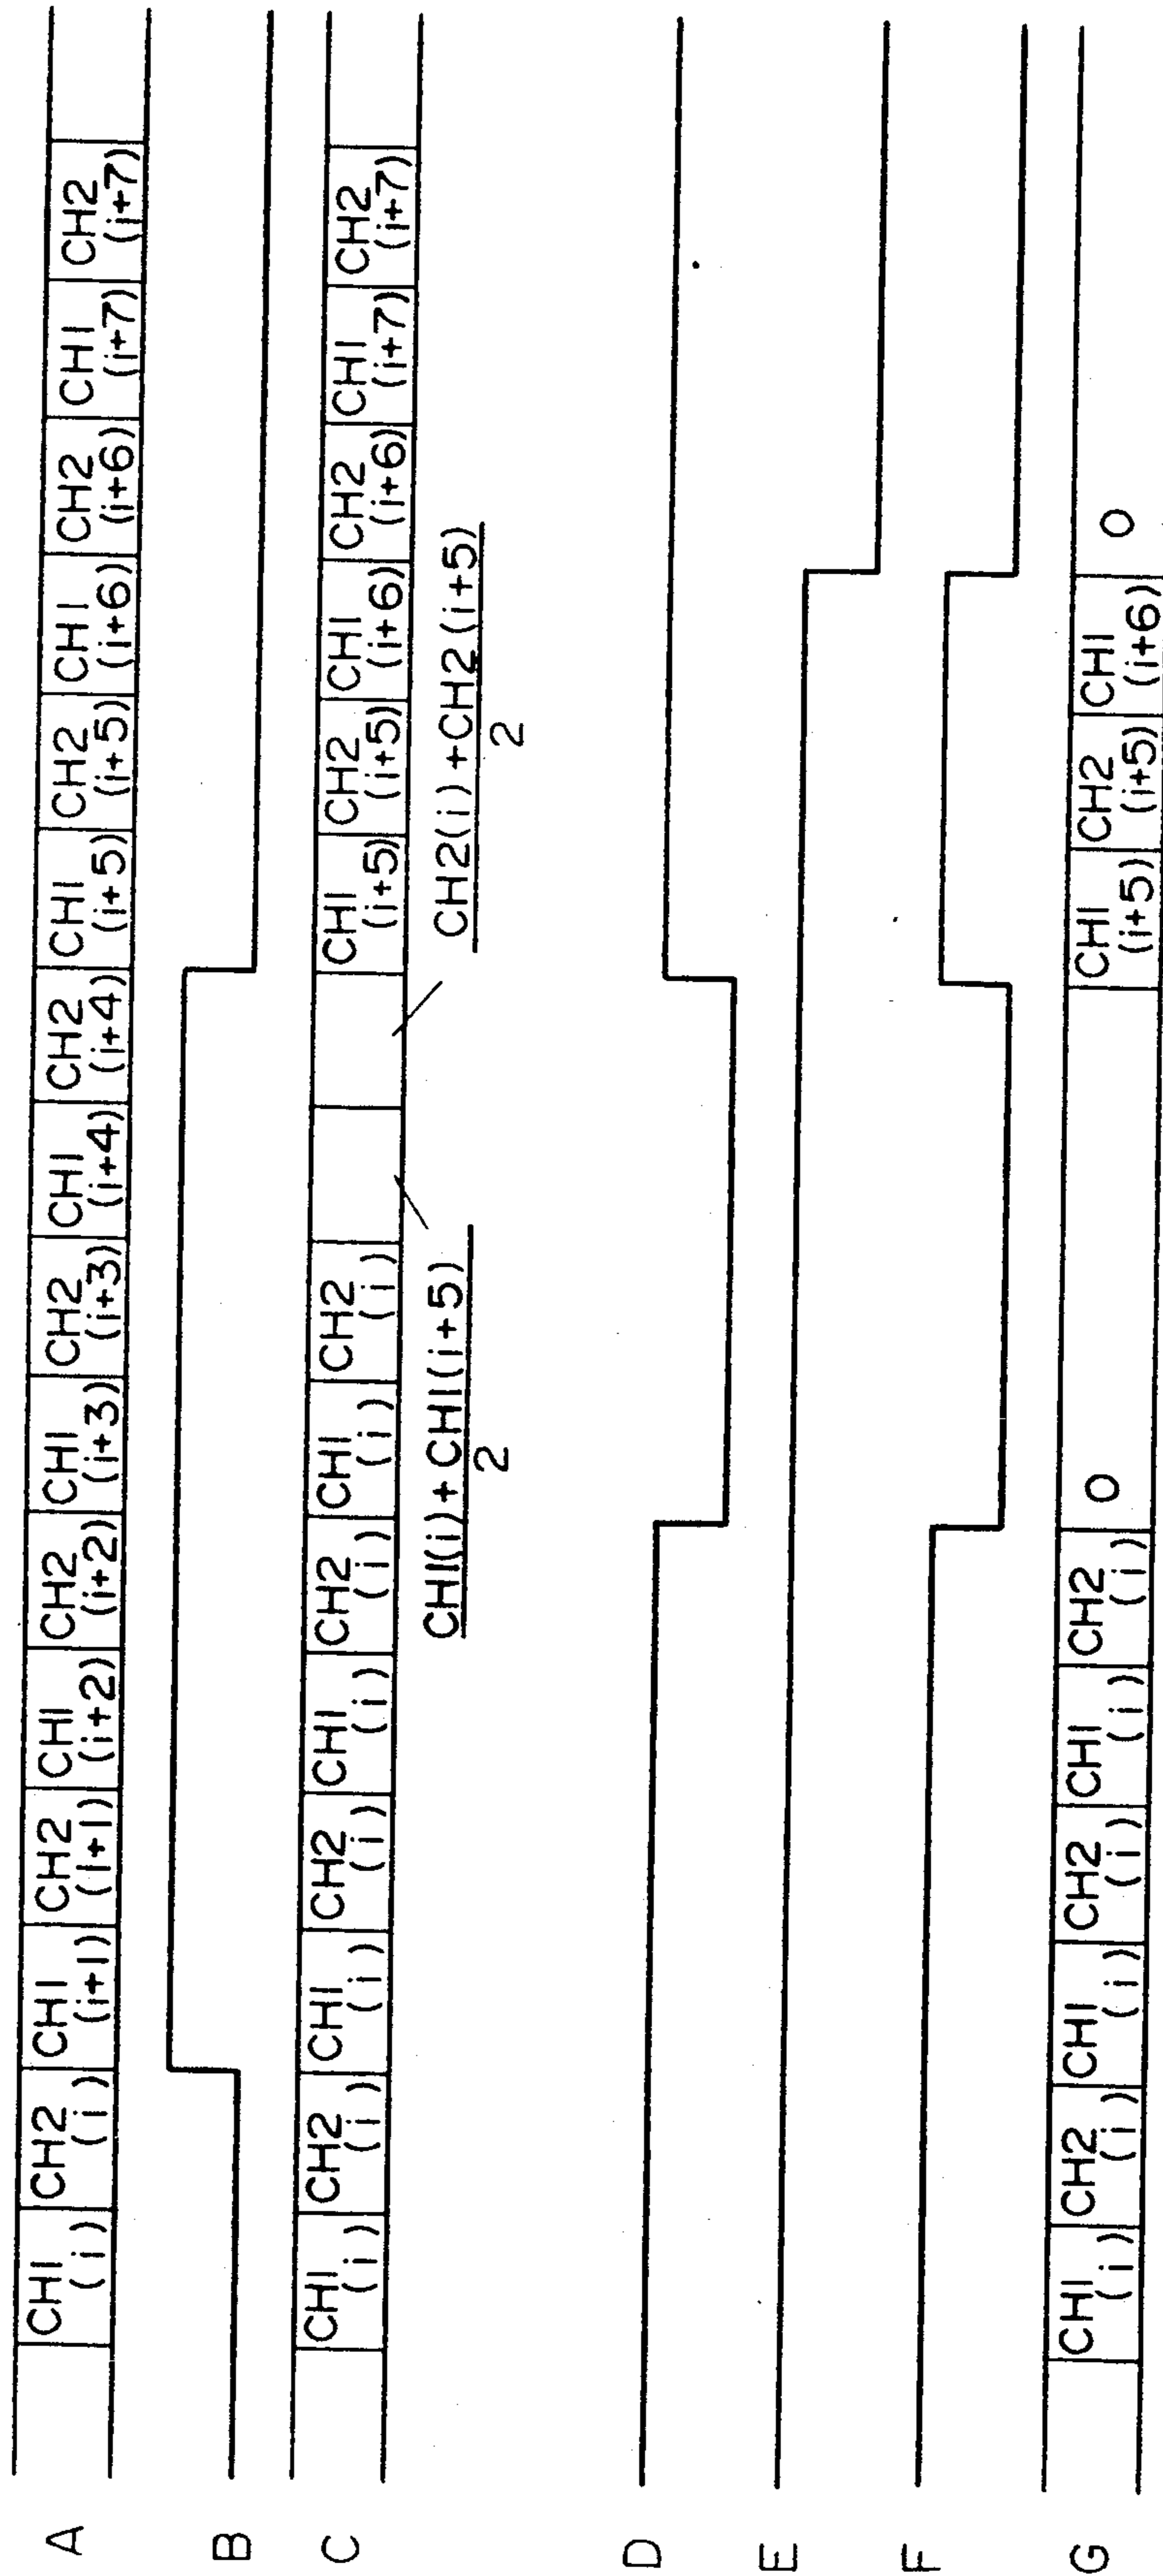 A
CH1 CH2 CH1 CH2 CH1 CH2 CH1 CH2 CH1 CH2 CH1 CH2 CH1 CH2 CH1 CH2
(i) (i) (i+1) (i+1) (i+2) (i+2) (i+3) (i+3) (i+4) (i+4) (i+5) (i+5) (i+6) (i+6) (i+7) (i+7)
B
C
CH1 CH2 CH1 CH2 CH1 CH2 CH1 CH2 CH1 CH2 CH1 CH2 CH1 CH2
(i) (i) (i) (i) (i) (i) (i) (i) (i+5) (i+5) (i+6) (i+6) (i+7) (i+7)
CH1(i)+CH1(i+5)
2
CH2(i)+CH2(i+5)
2
D
E
F
G
CH1 CH2 CH1 CH2 CH1 CH2 0 CH1 CH2 CH1 0
(i) (i) (i) (i) (i) (i) (i+5) (i+5) (i+6)